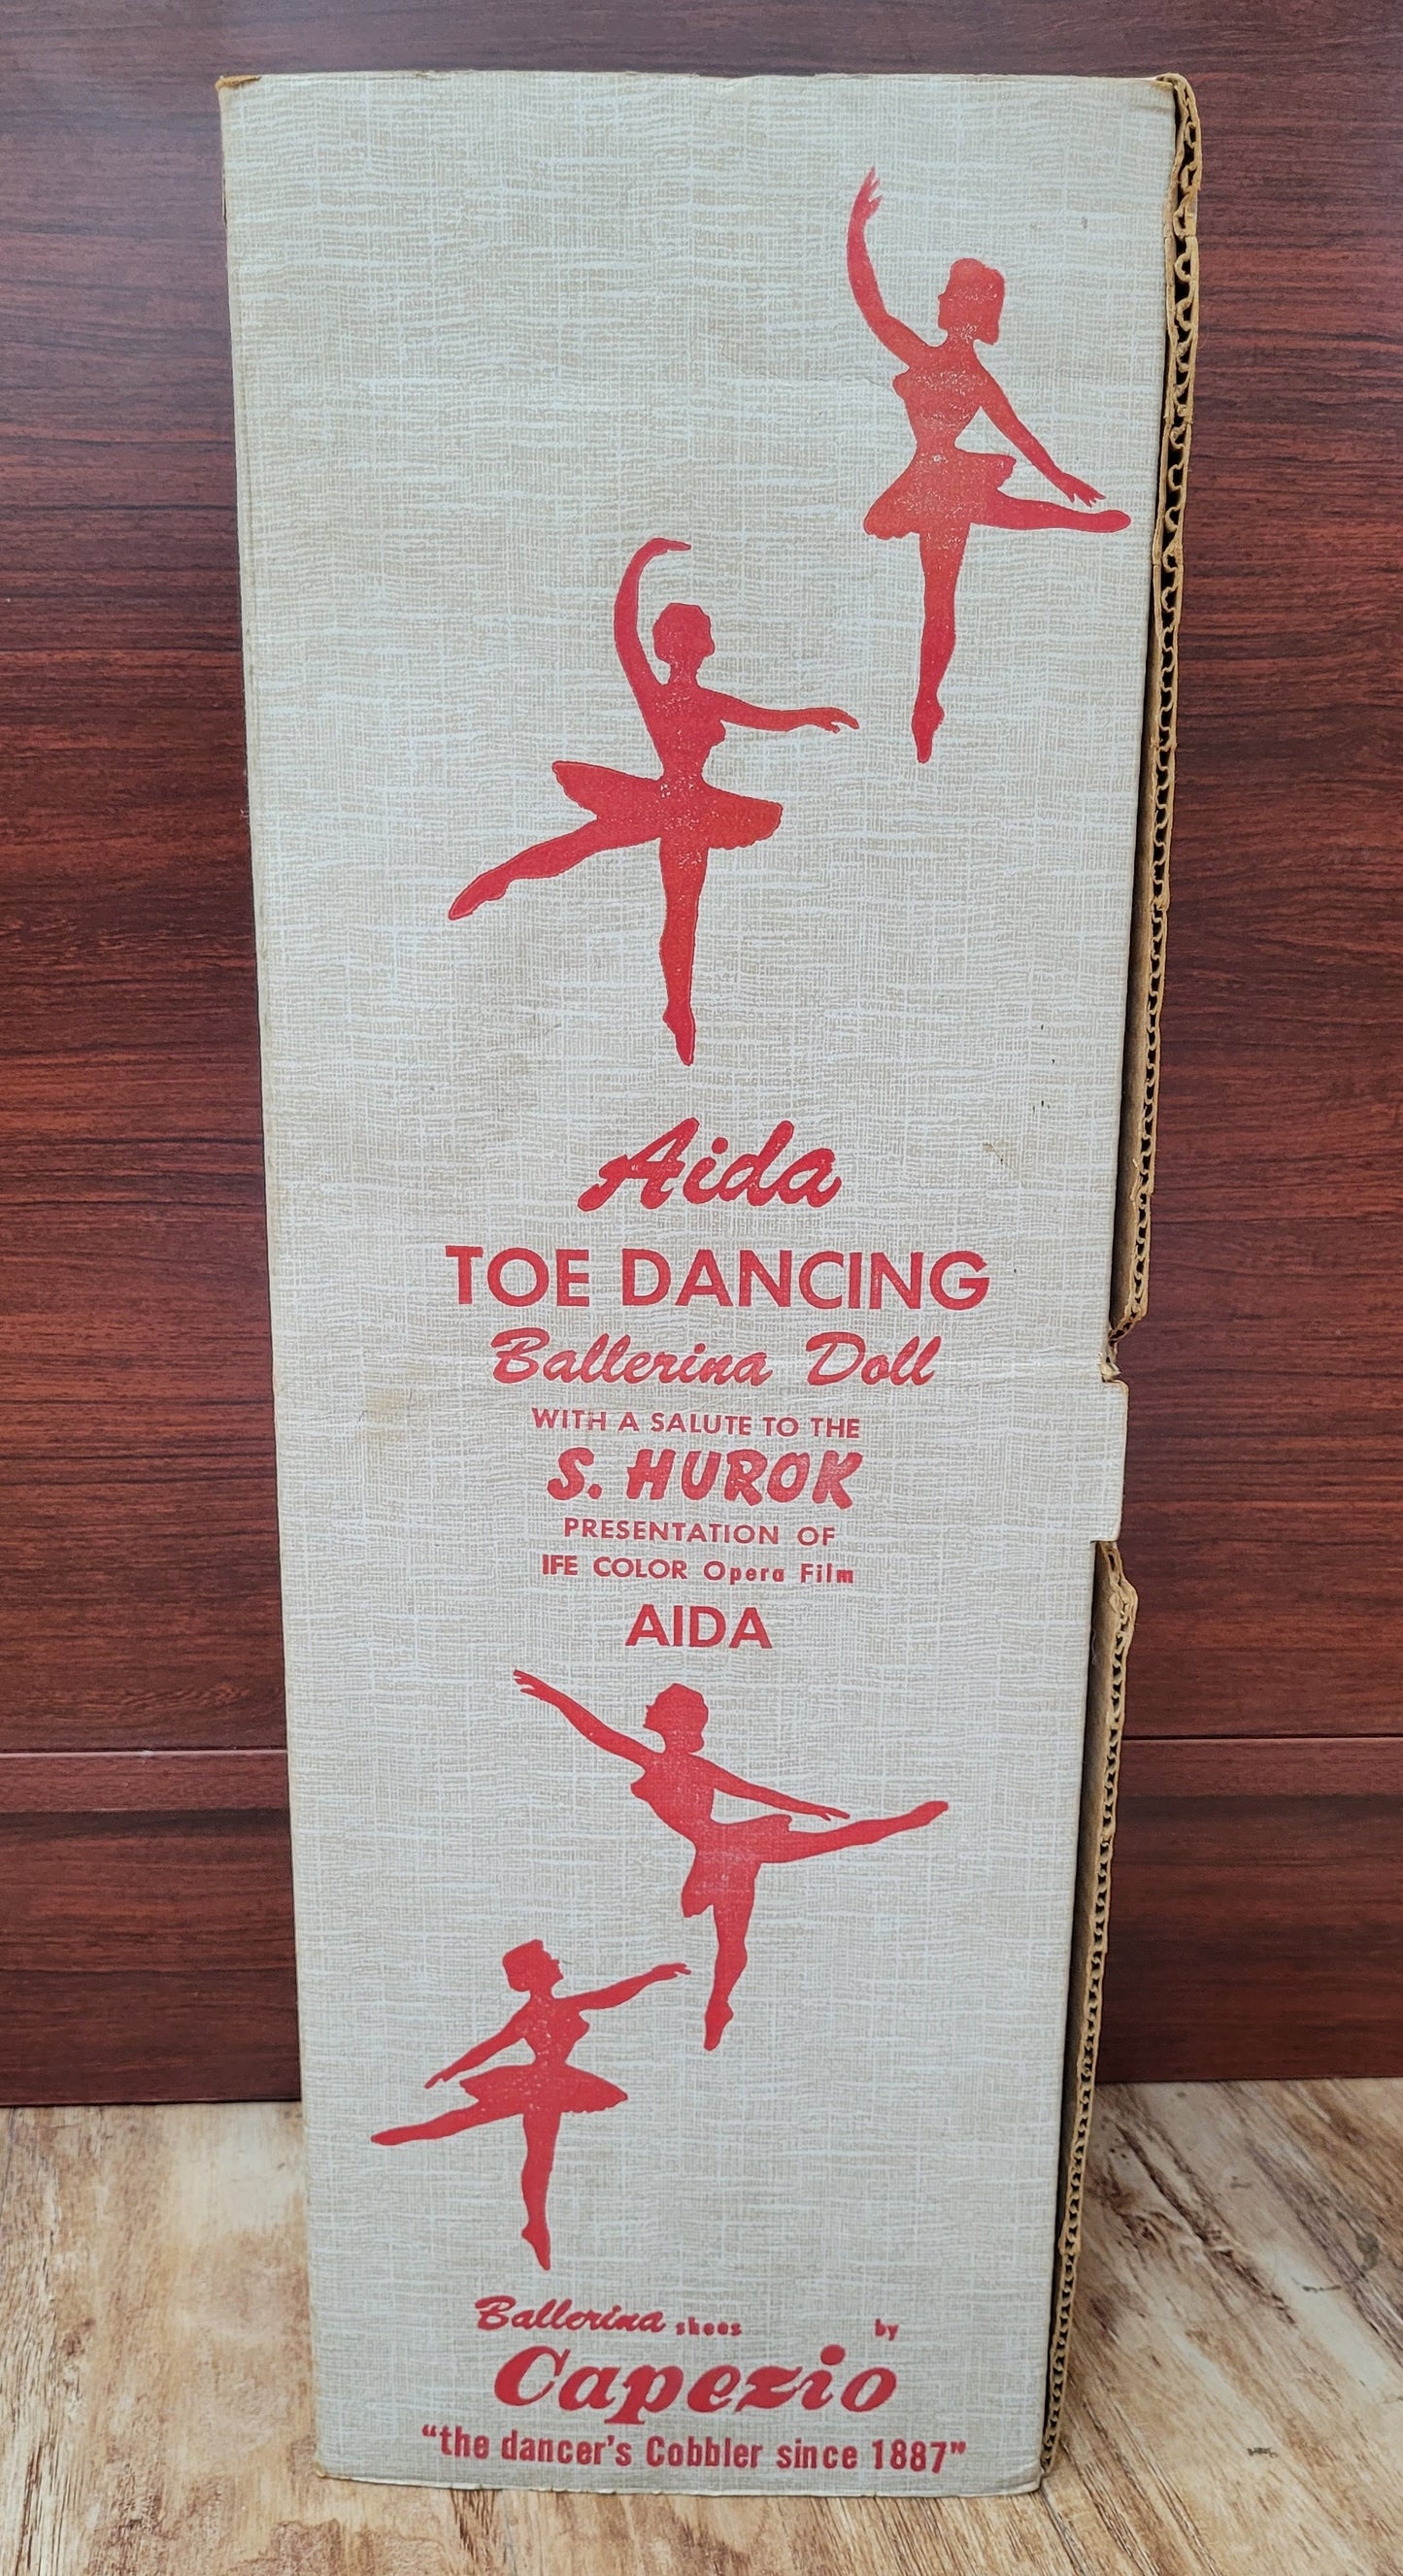 Aida
TOE DANCING
Ballerina Doll
WITH A SALUTE TO THE
S. HUROK
PRESENTATION OF
IFE COLOR Opera Film
AIDA
Ballerina shoes by
Capezio
“the dancer's Cobbler since 1887”